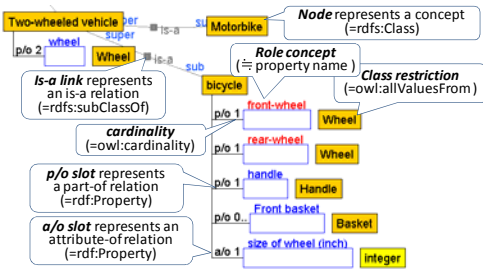 Two-wheeled vehicle
super
is-a
su
Motorbike
Node represents a concept
(=rdfs:Class)
p/o 2
wheel
Wheel
super
is-a
sub
Is-a link represents
an is-a relation
(=rdfs:subClassOf)
Role concept
(≒ property name )
Class restriction
(=owl:allValuesFrom )
bicycle
cardinality
(=owl:cardinality)
p/o 1
front-wheel
Wheel
p/o 1
rear-wheel
Wheel
p/o slot represents
a part-of relation
(=rdf:Property)
p/o 1
handle
Handle
p/o 0..
Front basket
Basket
a/o slot represents an
attribute-of relation
(=rdf:Property)
a/o 1
size of wheel (inch)
integer